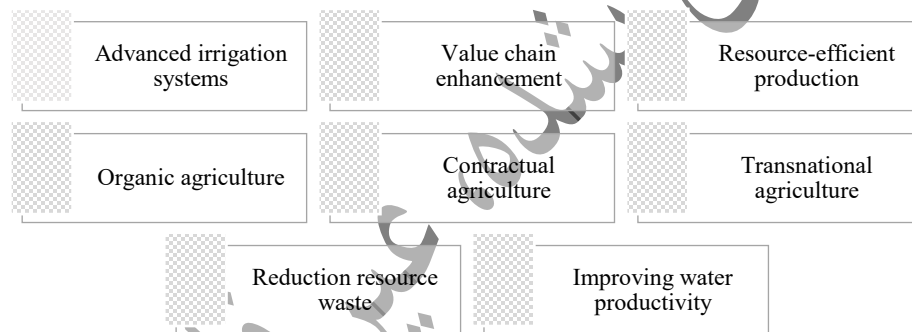 Advanced irrigation
systems
Value chain
enhancement
Resource-efficient
production
Organic agriculture
Contractual
agriculture
Transnational
agriculture
Reduction resource
waste
Improving water
productivity